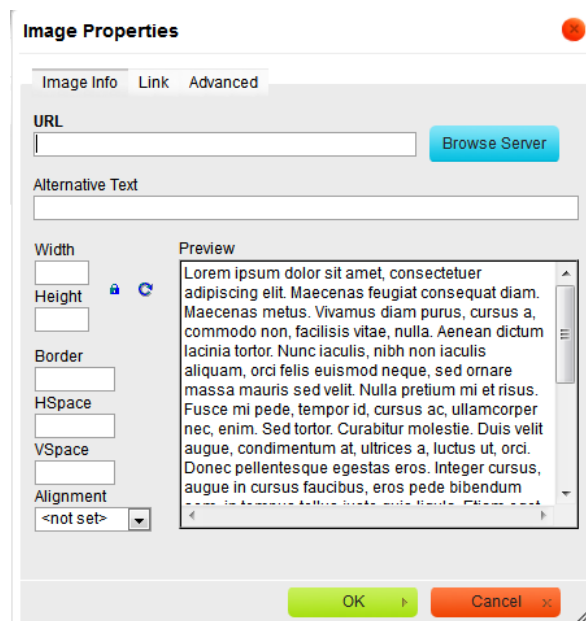 Image Properties
Image Info Link Advanced
URL
Browse Server
Alternative Text
Width
Height
Border
HSpace
VSpace
Alignment
<not set>
Preview
Lorem ipsum dolor sit amet, consectetuer
adipiscing elit. Maecenas feugiat consequat diam.
Maecenas metus. Vivamus diam purus, cursus a,
commodo non, facilisis vitae, nulla. Aenean dictum
lacinia tortor. Nunc iaculis, nibh non iaculis
aliquam, orci felis euismod neque, sed ornare
massa mauris sed velit. Nulla pretium mi et risus.
Fusce mi pede, tempor id, cursus ac, ullamcorper
nec, enim. Sed tortor. Curabitur molestie. Duis velit
augue, condimentum at, ultrices a, luctus ut, orci.
Donec pellentesque egestas eros. Integer cursus,
augue in cursus faucibus, eros pede bibendum
OK
Cancel